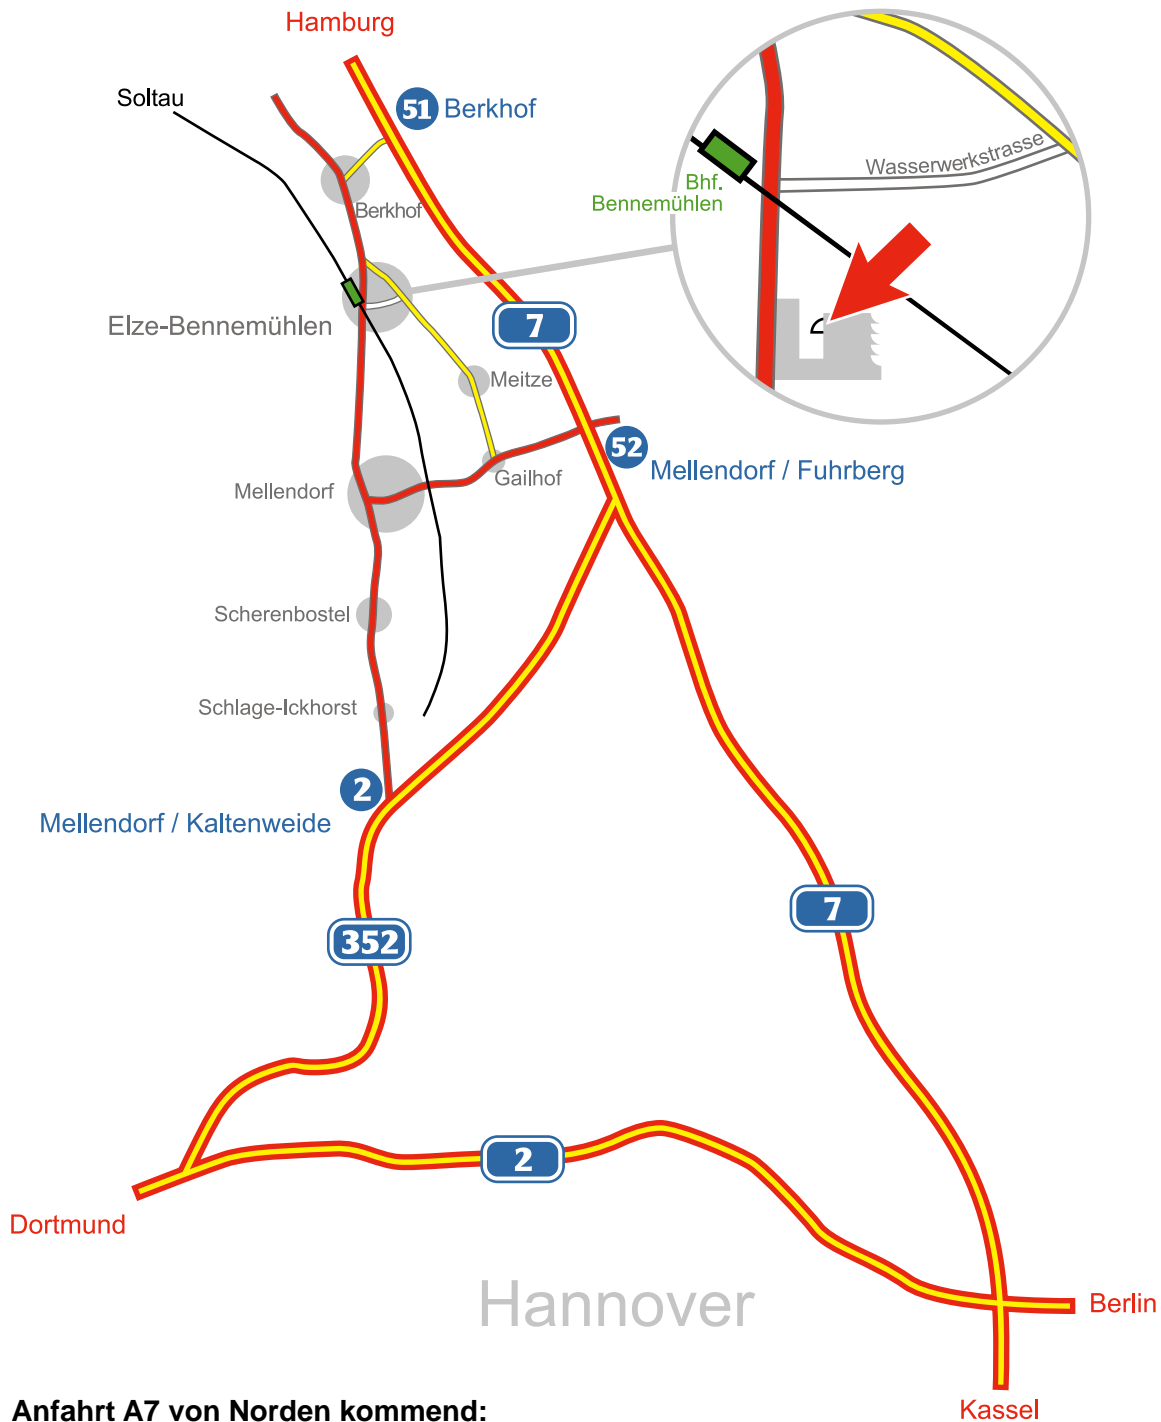 Hamburg
Soltau
51 Berkhof
Wasserwerkstrasse
Bhf.
Bennemühlen
Berkhof
Elze-Bennemühlen
7
Meitze
52
Mellendorf / Fuhrberg
Gailhof
Mellendorf
Scherenbostel
Schlage-Ickhorst
2
Mellendorf / Kaltenweide
7
352
2
Dortmund
Hannover
Berlin
Kassel
Anfahrt A7 von Norden kommend: